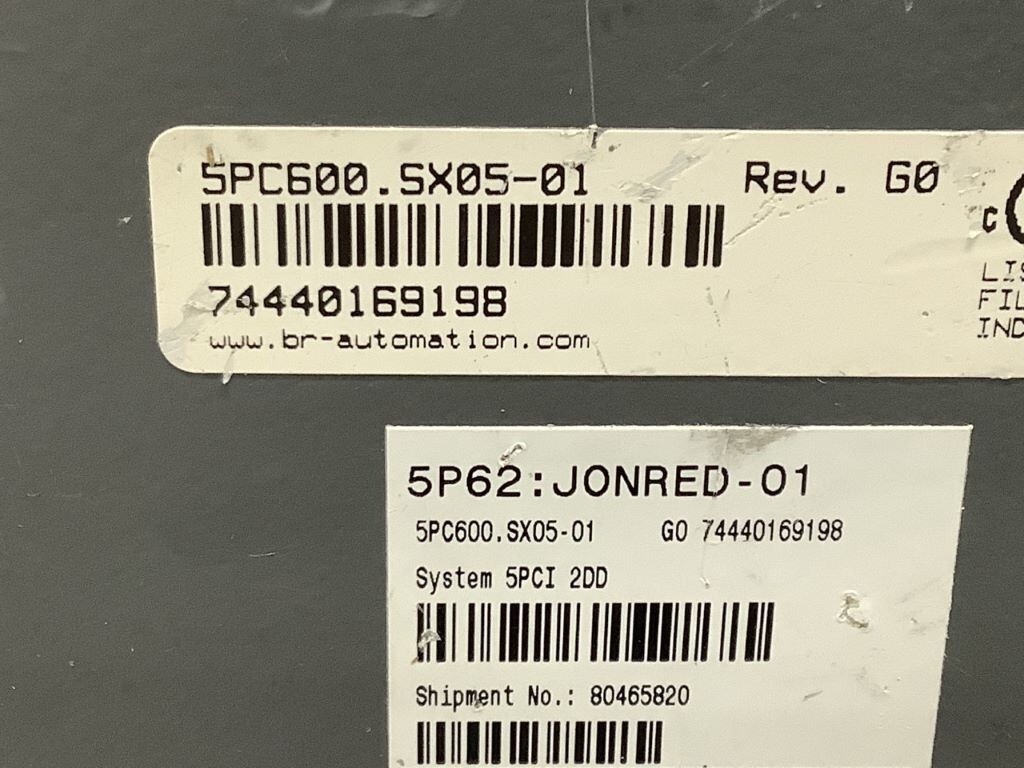 5PC600.SX05-01 Rev. G0
74440169198
www.br-automation.com
C
LIS
FIL
IND
5P62:JONRED-01
5PC600.SX05-01 G0 74440169198
System 5PCI 2DD
Shipment No.: 80465820